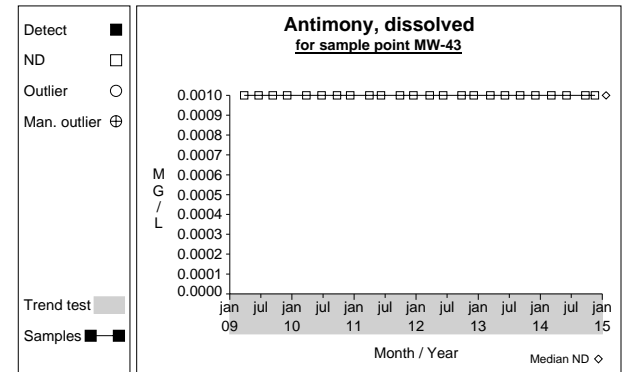 Detect
ND
Outlier
Man. outlier
Trend test
Samples
Antimony, dissolved
for sample point MW-43
M
G
/
L
0.0010
0.0009
0.0008
0.0007
0.0006
0.0005
0.0004
0.0003
0.0002
0.0001
0.0000
jan jul jan jul jan jul jan jul jan jul jan jul jan
09 10 11 12 13 14 15
Month / Year
Median ND